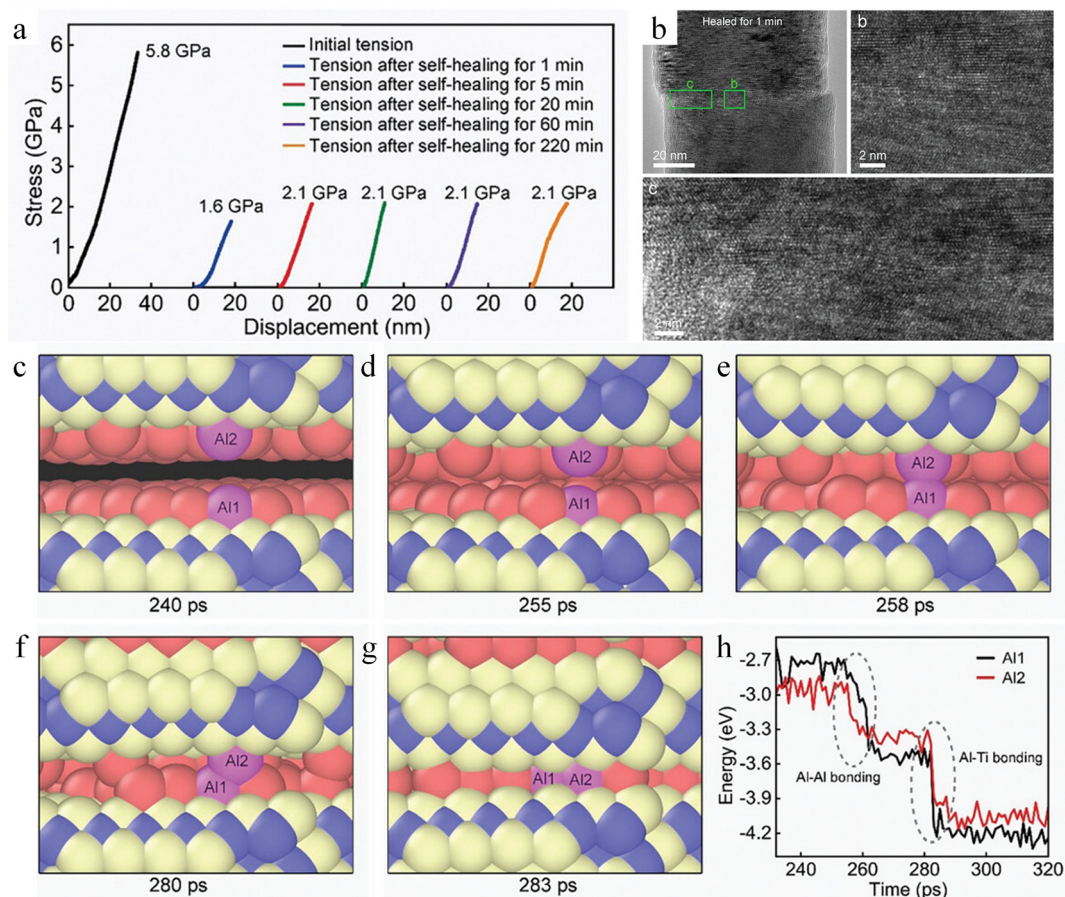 a
Stress (GPa)
6
5
4
3
2
1
0
5.8 GPa
Initial tension
Tension after self-healing for 1 min
Tension after self-healing for 5 min
Tension after self-healing for 20 min
Tension after self-healing for 60 min
Tension after self-healing for 220 min
1.6 GPa
2.1 GPa
2.1 GPa
2.1 GPa
2.1 GPa
0 20 40 0 20 0 20 0 20 0 20 0 20
Displacement (nm)
b
Healed for 1 min
c
b
20 nm
b
2 nm
c
2 nm
c
Al2
Al1
240 ps
d
Al2
Al1
255 ps
e
Al2
Al1
258 ps
f
Al2
Al1
280 ps
g
Al1
Al2
283 ps
h
Energy (eV)
-2.7
-3.0
-3.3
-3.6
-3.9
-4.2
Al1
Al2
Al-Al bonding
Al-Ti bonding
240 260 280 300 320
Time (ps)